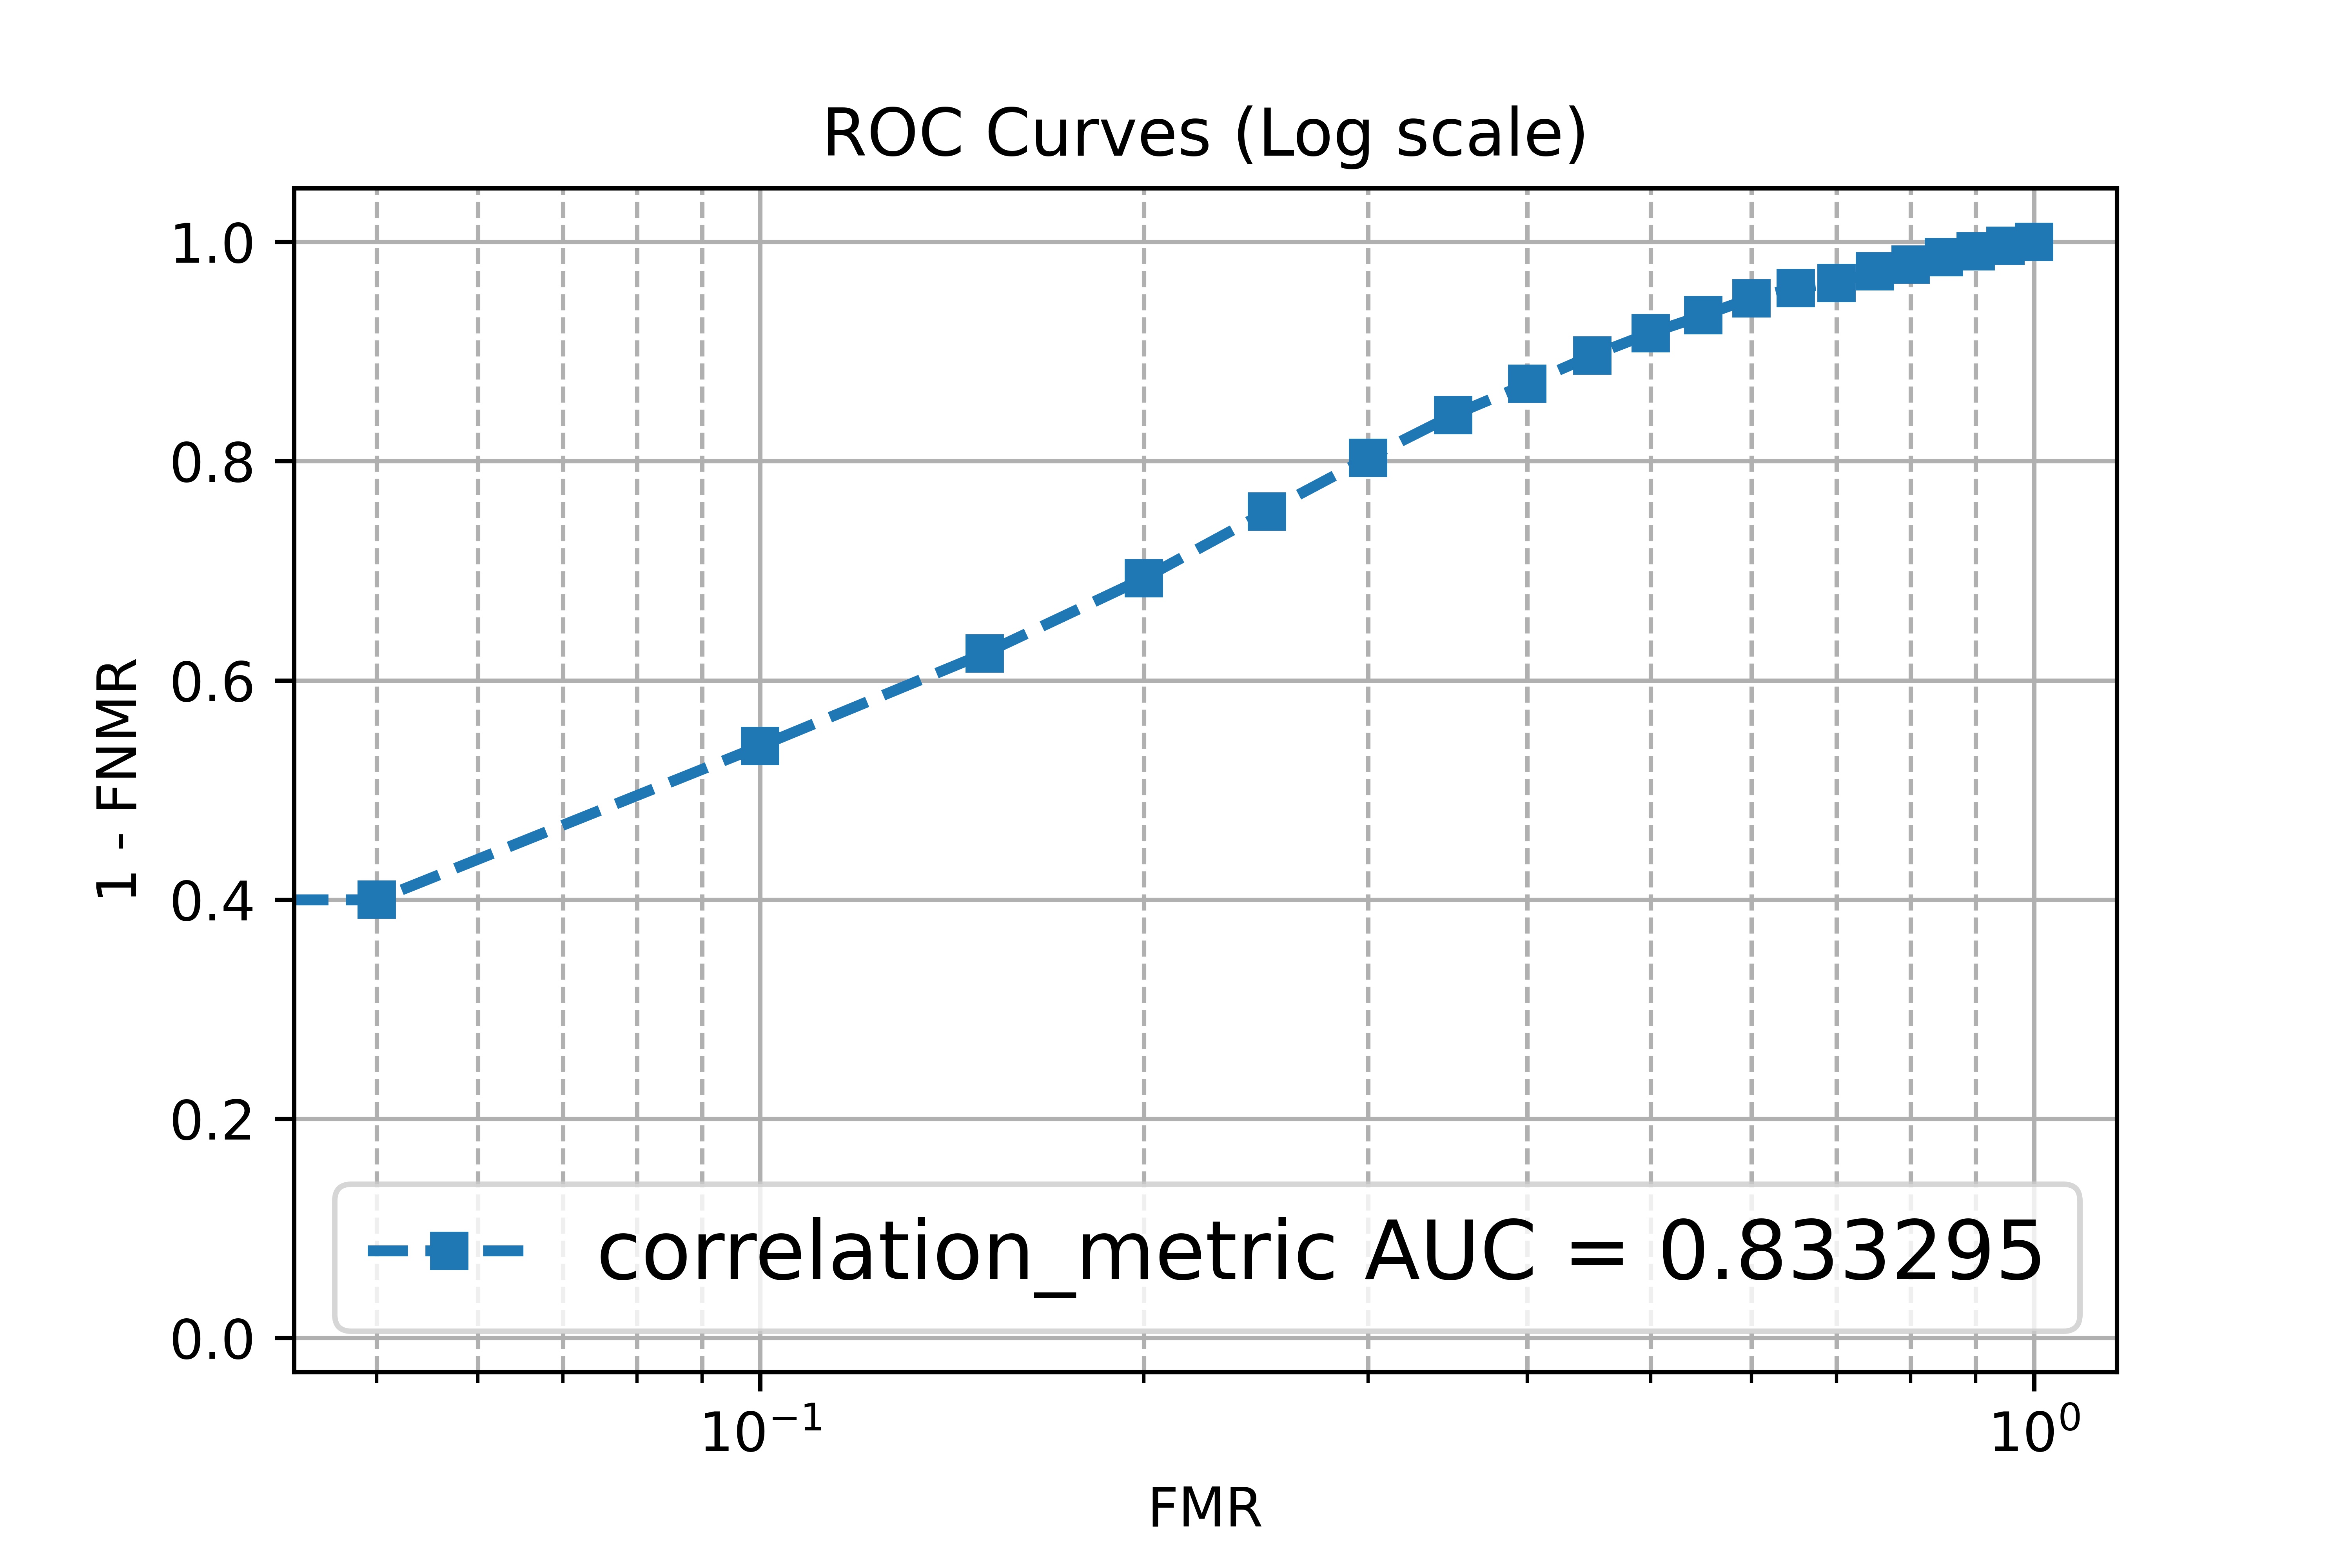 ROC Curves (Log scale)
1 - FNMR
1.0
0.8
0.6
0.4
0.2
0.0
correlation_metric AUC = 0.833295
10⁻¹
10⁰
FMR